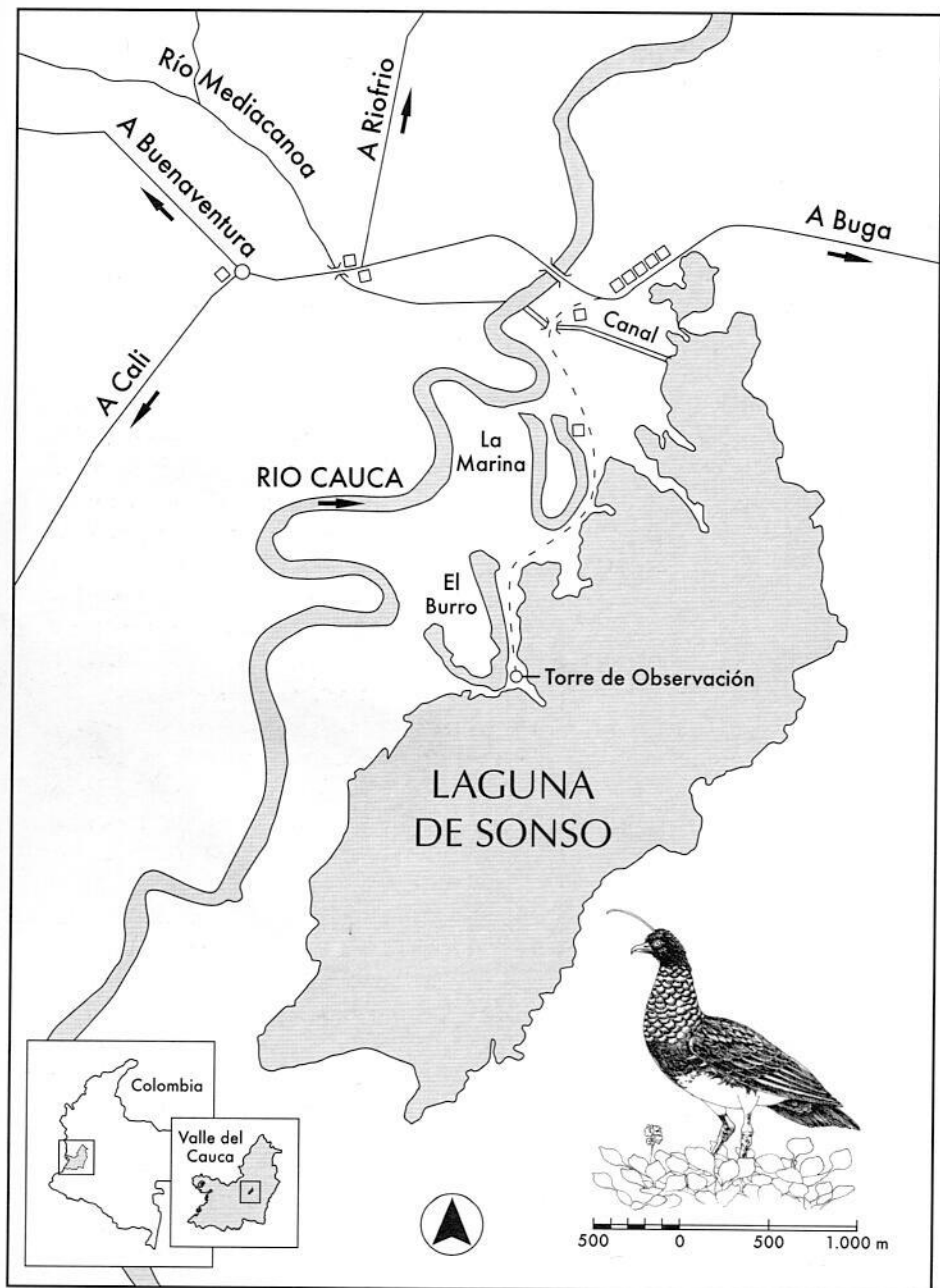 Río Mediacanoa
A Riofrio
A Buenaventura
A Buga
A Cali
Canal
La
Marina
RIO CAUCA
El
Burro
Torre de Observación
LAGUNA
DE SONSO
Colombia
Valle del
Cauca
500 0 500 1.000 m